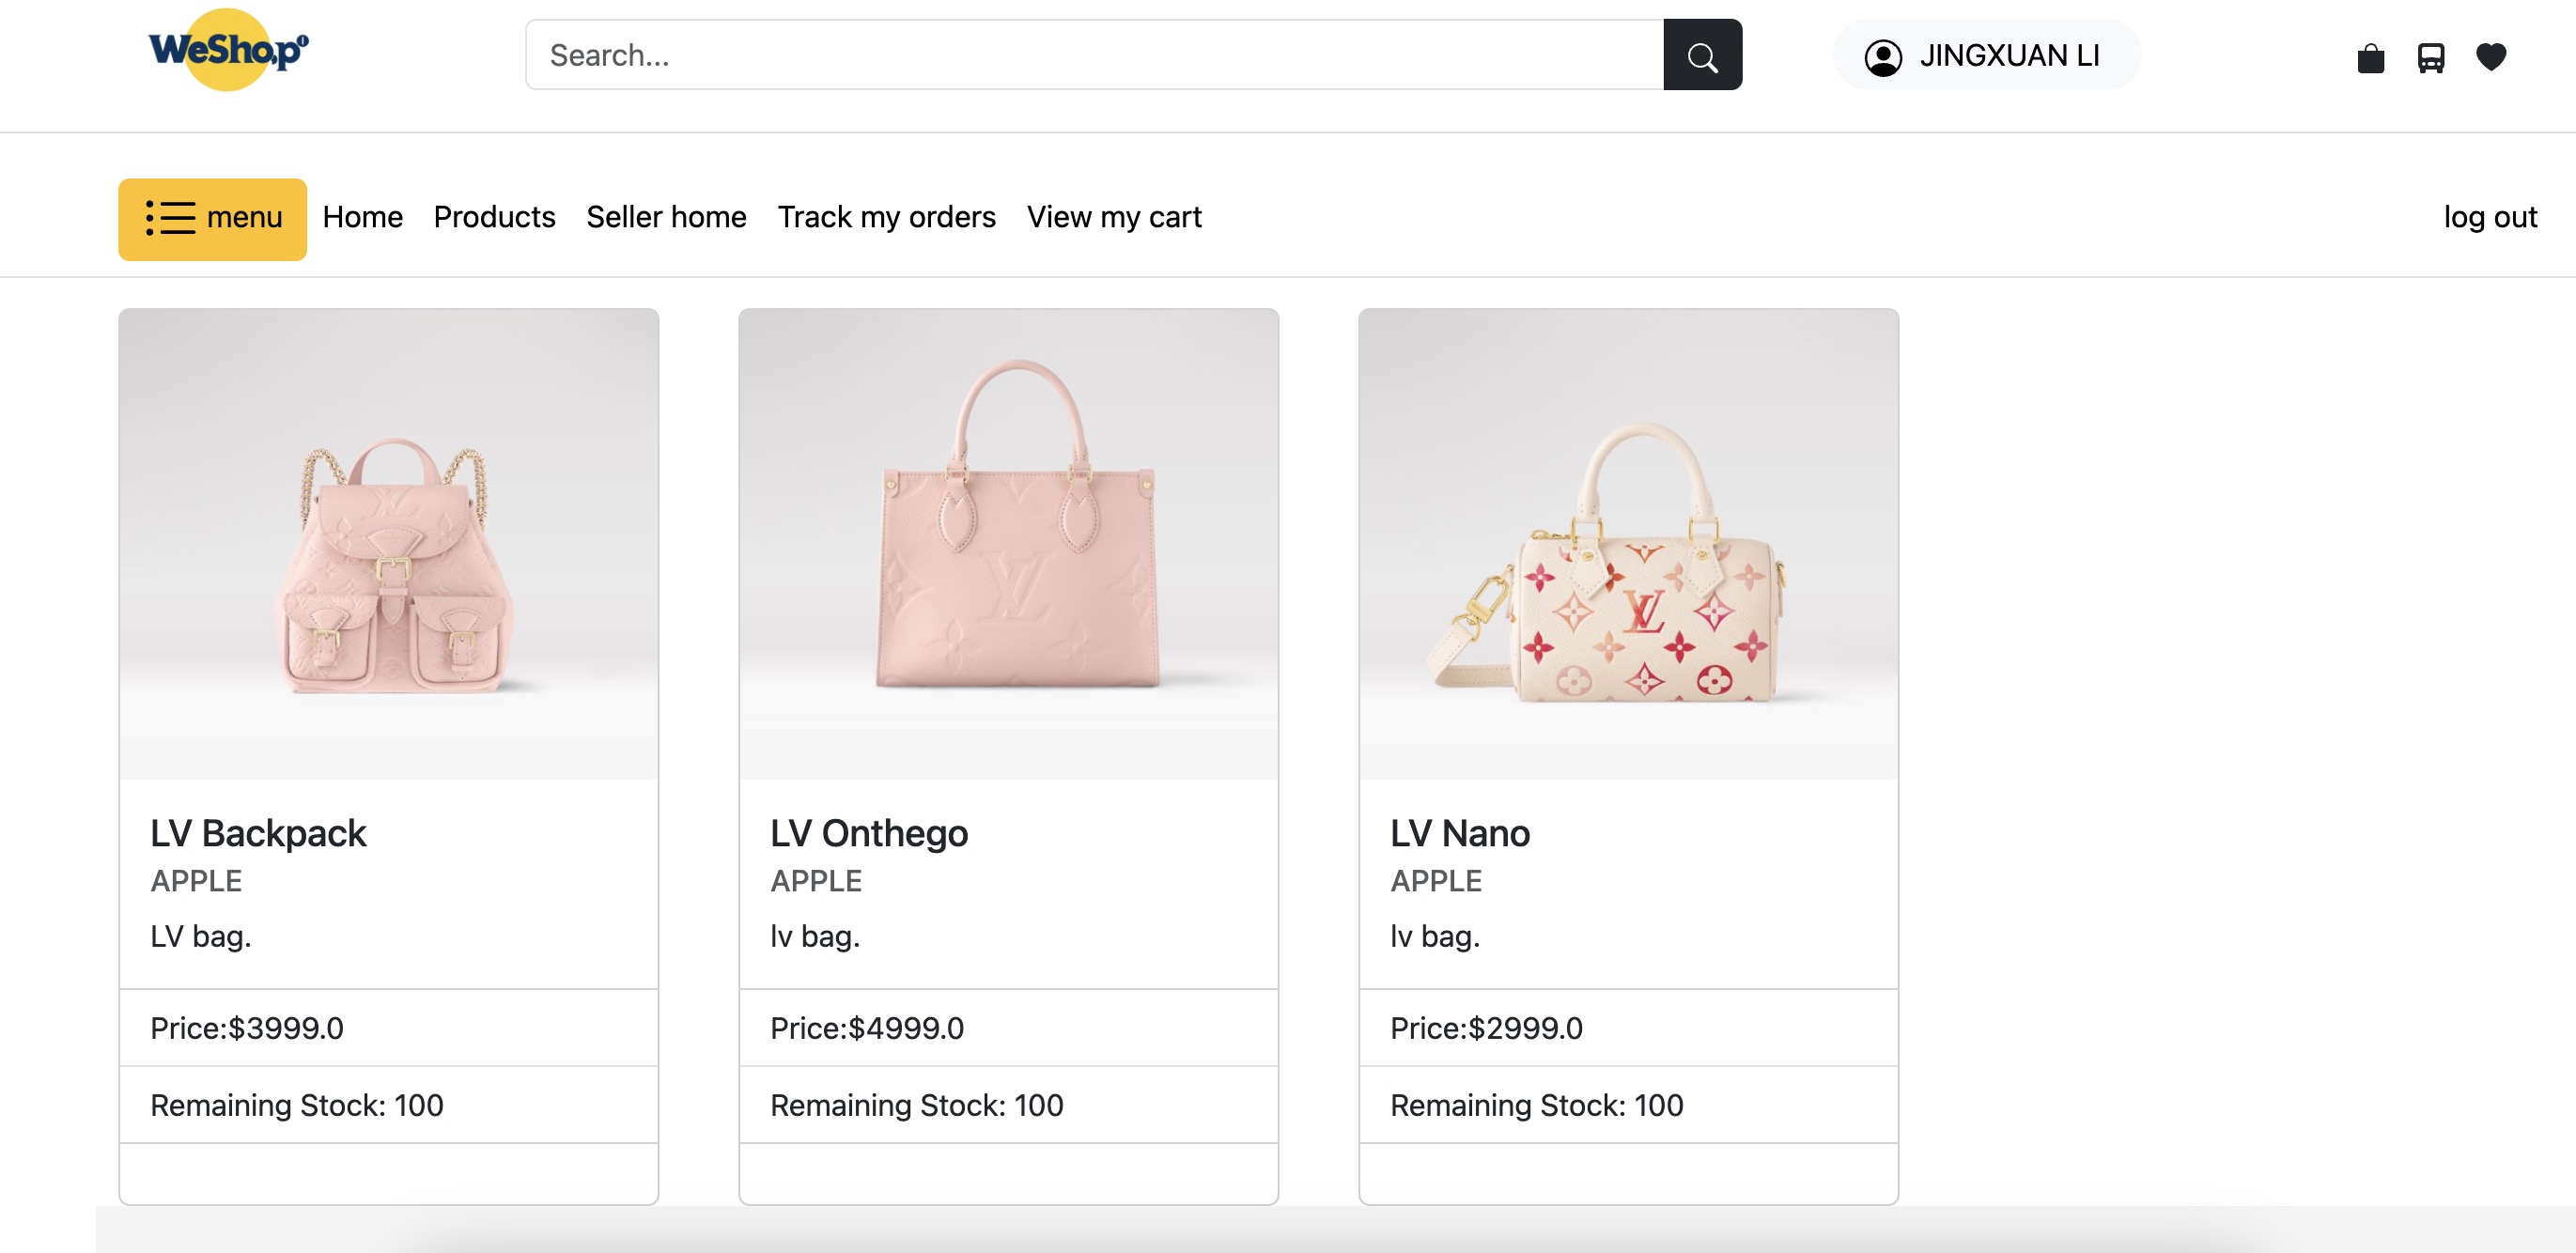 WeShop
Search...
JINGXUAN LI
menu
Home
Products
Seller home
Track my orders
View my cart
log out
LV Backpack
APPLE
LV bag.
Price:$3999.0
Remaining Stock: 100
LV Onthego
APPLE
lv bag.
Price:$4999.0
Remaining Stock: 100
LV Nano
APPLE
lv bag.
Price:$2999.0
Remaining Stock: 100